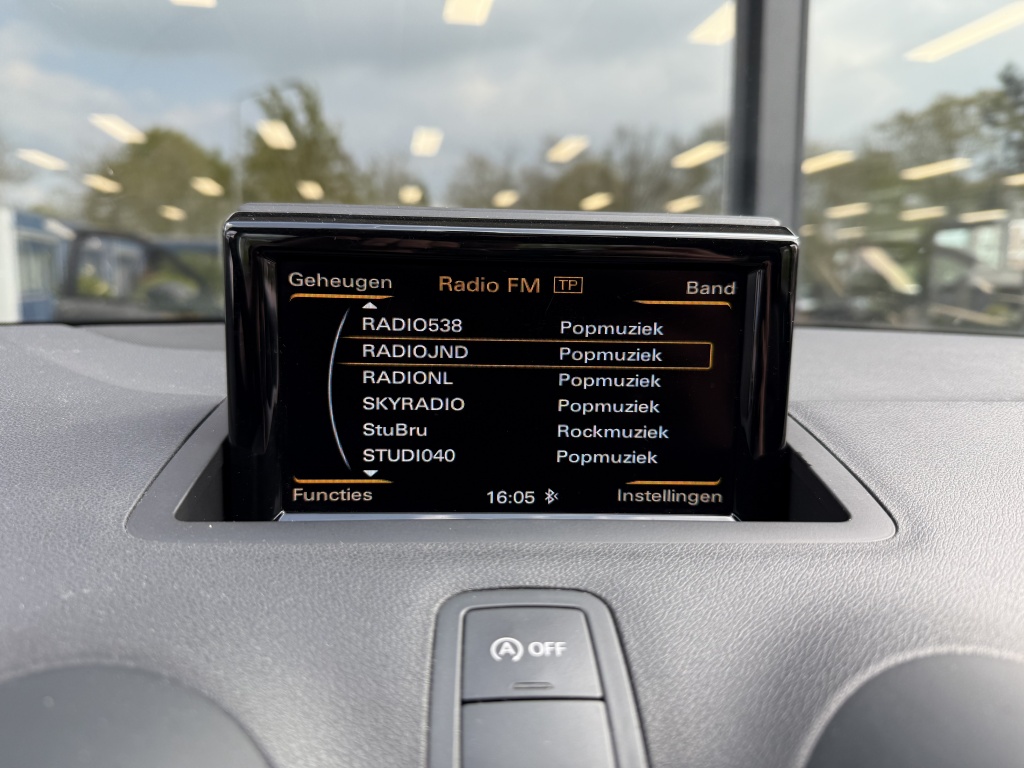 Geheugen Radio FM TP Band
RADIO538 Popmuziek
RADIOJND Popmuziek
RADIONL Popmuziek
SKYRADIO Popmuziek
StuBru Rockmuziek
STUDI040 Popmuziek
Functies 16:05 Instellingen
A OFF